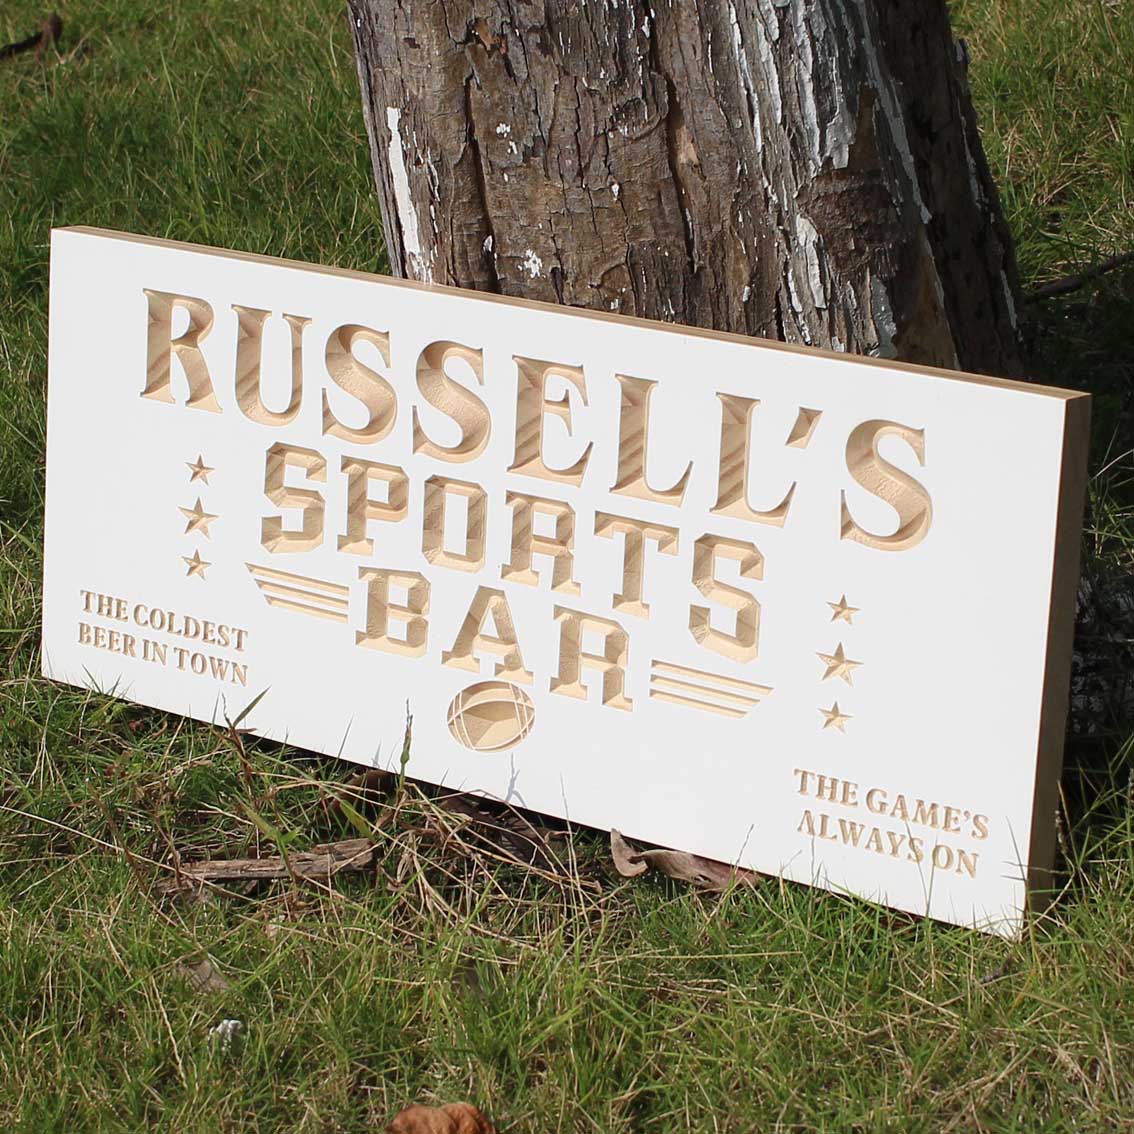 RUSSELL'S
SPORTS
BAR
THE COLDEST
BEER IN TOWN
THE GAME'S
ALWAYS ON